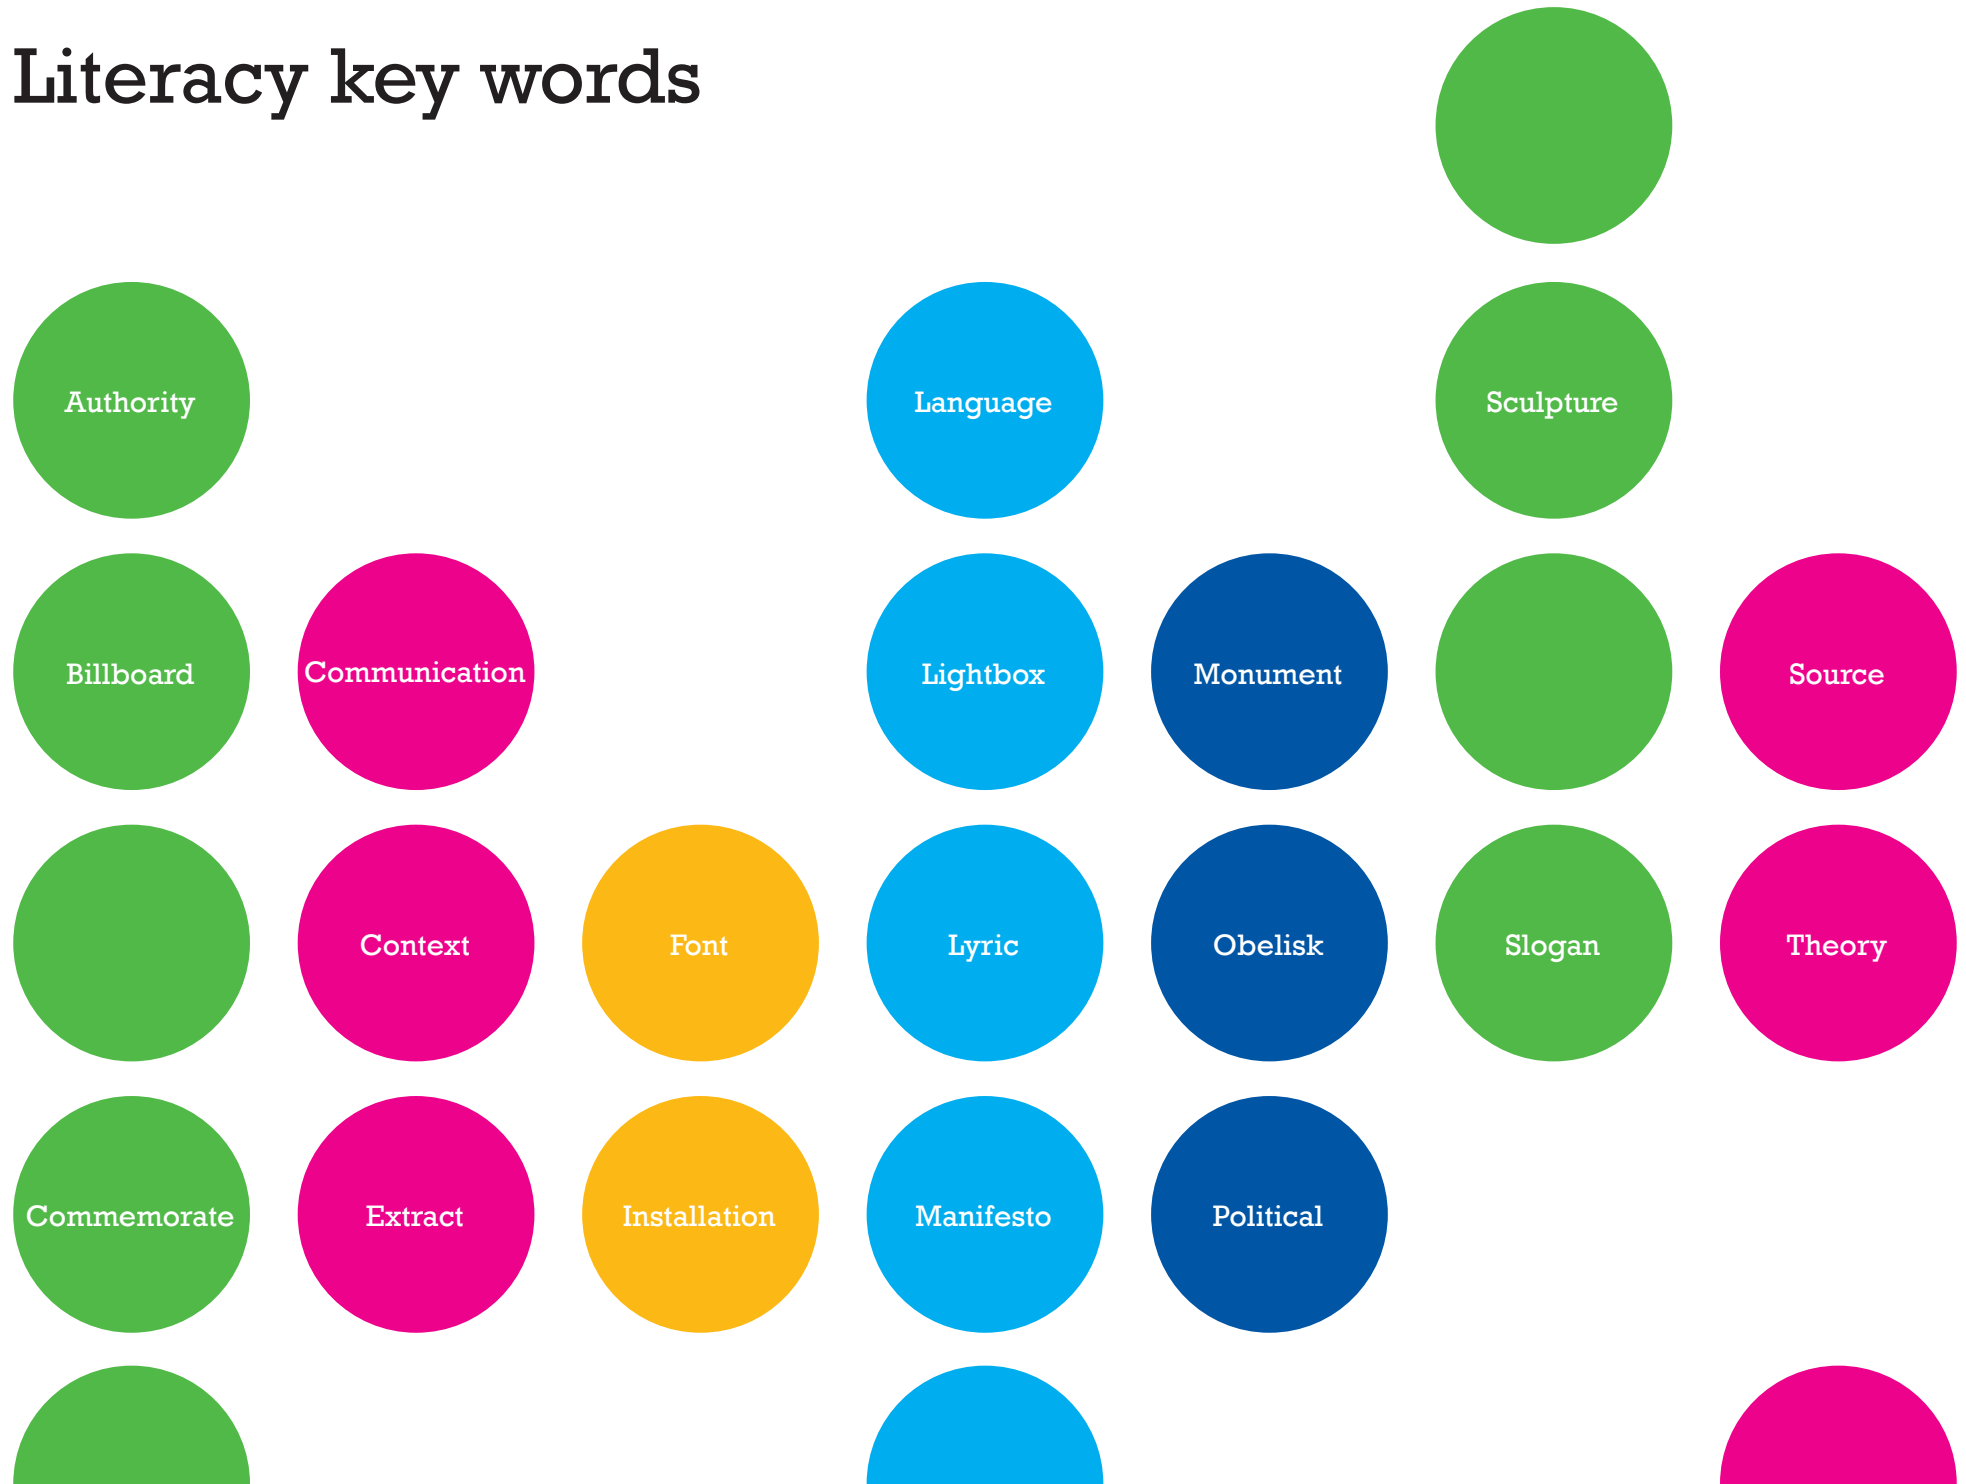 Literacy key words
Authority
Billboard
Commemorate
Communication
Context
Extract
Font
Installation
Language
Lightbox
Lyric
Manifesto
Monument
Obelisk
Political
Sculpture
Slogan
Source
Theory